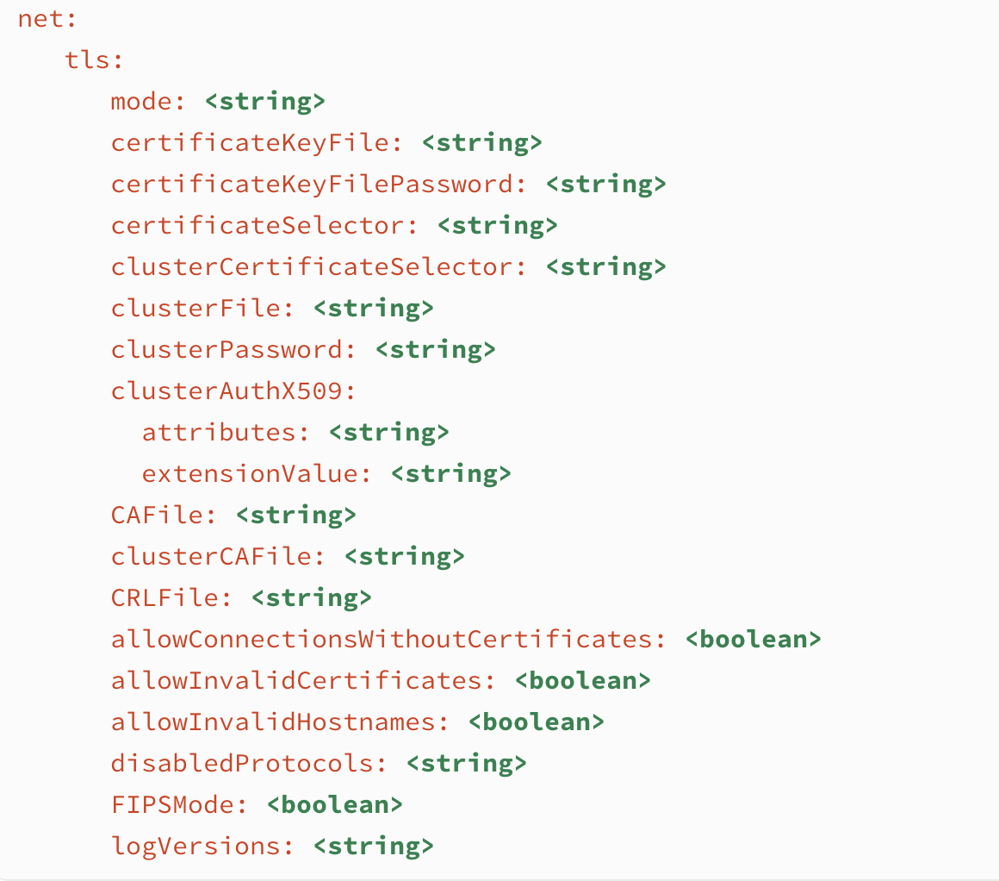 net:
   tls:
      mode: <string>
      certificateKeyFile: <string>
      certificateKeyFilePassword: <string>
      certificateSelector: <string>
      clusterCertificateSelector: <string>
      clusterFile: <string>
      clusterPassword: <string>
      clusterAuthX509:
        attributes: <string>
        extensionValue: <string>
      CAFile: <string>
      clusterCAFile: <string>
      CRLFile: <string>
      allowConnectionsWithoutCertificates: <boolean>
      allowInvalidCertificates: <boolean>
      allowInvalidHostnames: <boolean>
      disabledProtocols: <string>
      FIPSMode: <boolean>
      logVersions: <string>